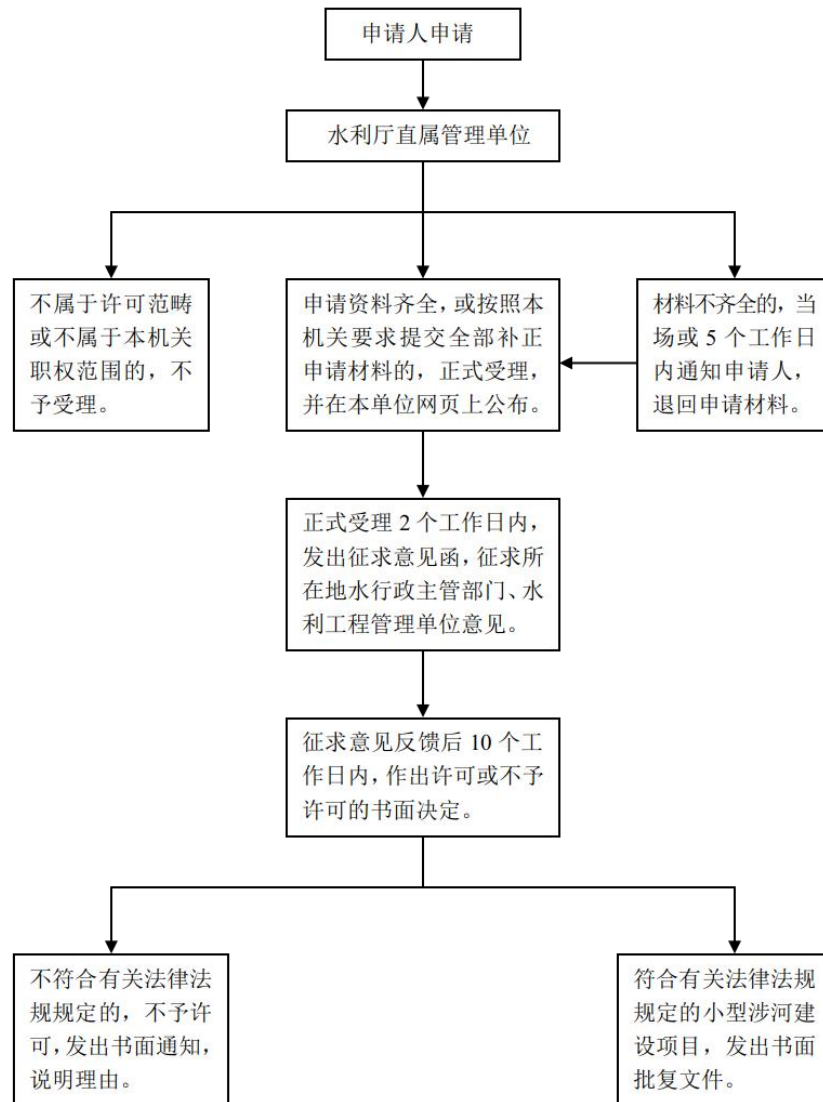 申请人申请
水利厅直属管理单位
不属于许可范畴
或不属于本机关
职权范围的，不
予受理。
申请资料齐全，或按照本
机关要求提交全部补正
申请材料的，正式受理，
并在本单位网页上公布。
材料不齐全的，当
场或 5 个工作日
内通知申请人，
退回申请材料。
正式受理 2 个工作日内，
发出征求意见函，征求所
在地水行政主管部门、水
利工程管理单位意见。
征求意见反馈后 10 个工
作日内，作出许可或不予
许可的书面决定。
不符合有关法律法
规规定的，不予许
可，发出书面通知，
说明理由。
符合有关法律法规
规定的小型涉河建
设项目，发出书面
批复文件。